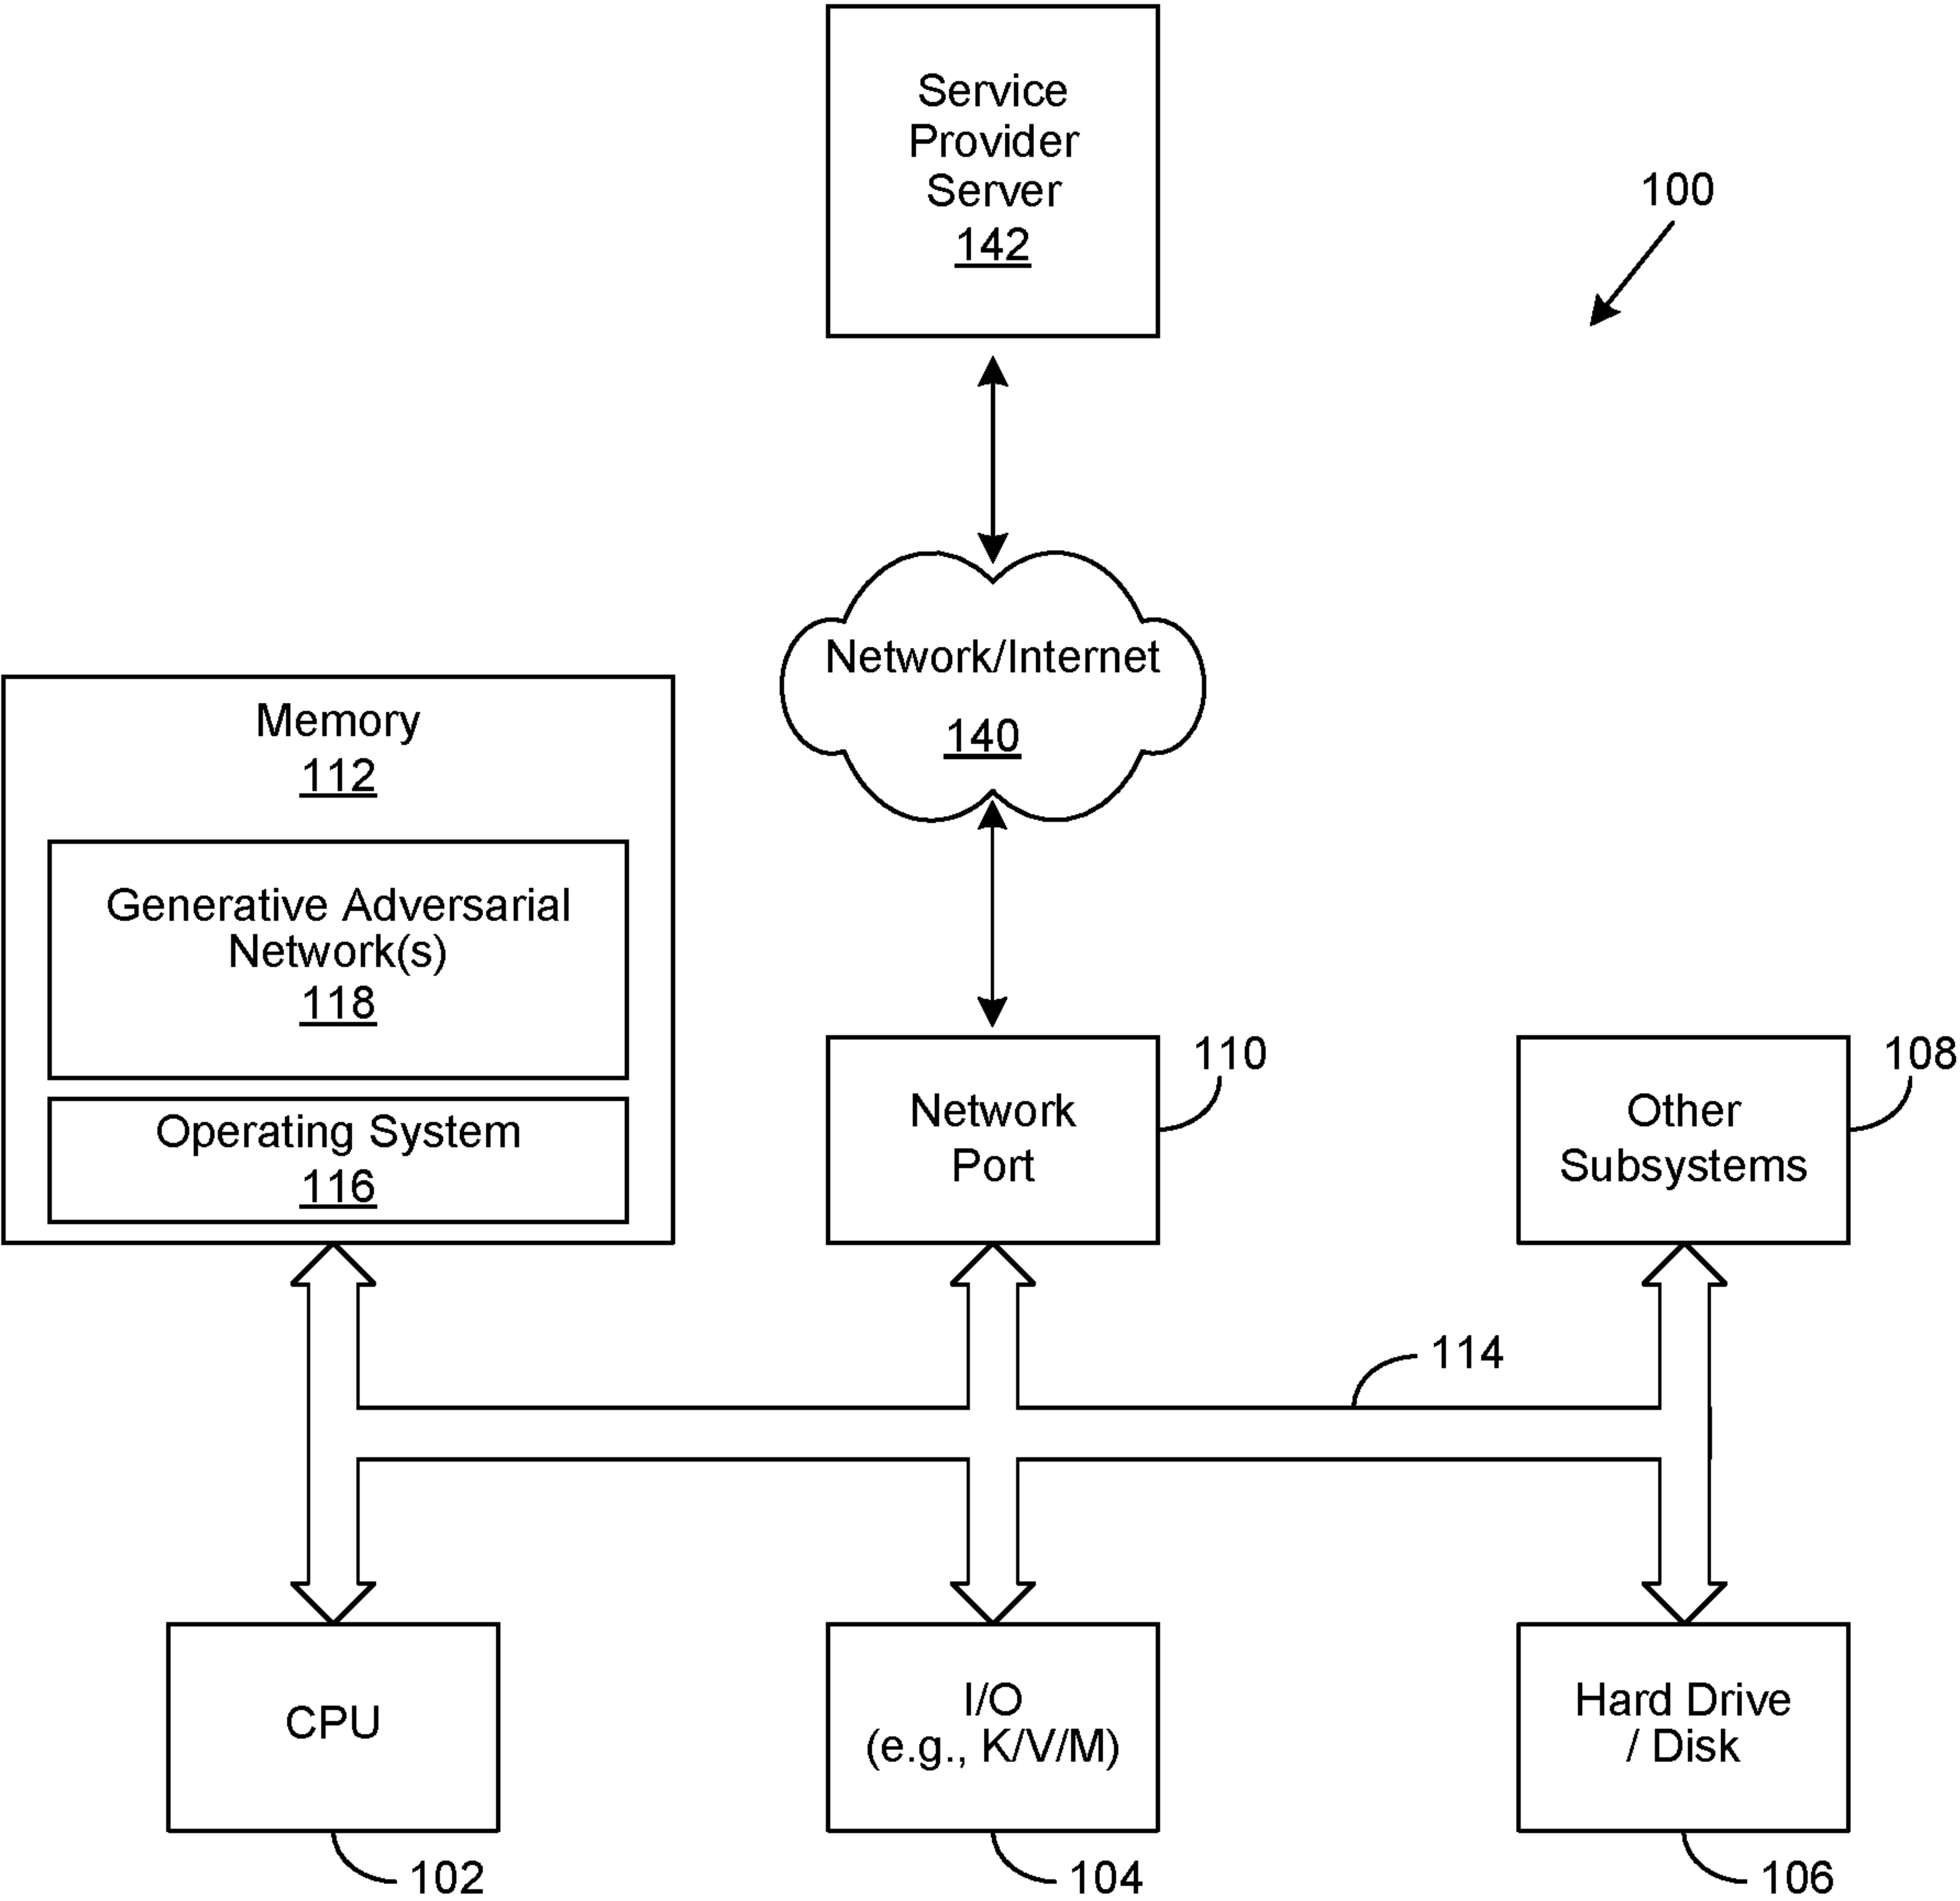 Service
Provider
Server
142
100
Network/Internet
140
Memory
112
Generative Adversarial
Network(s)
118
Operating System
116
Network
Port
110
Other
Subsystems
108
114
CPU
102
I/O
(e.g., K/V/M)
104
Hard Drive
/ Disk
106